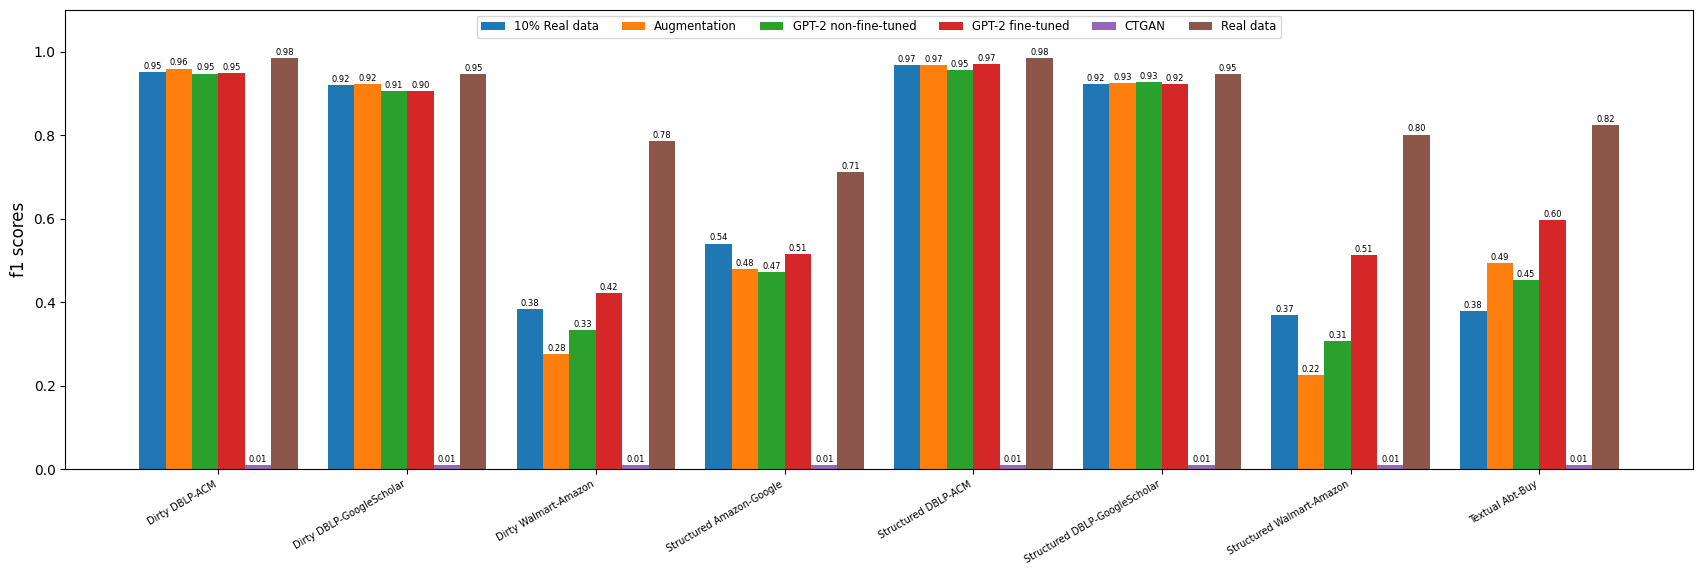 10% Real data Augmentation GPT-2 non-fine-tuned GPT-2 fine-tuned CTGAN Real data
f1 scores
1.0
0.8
0.6
0.4
0.2
0.0
0.95 0.96 0.95 0.95 0.01 0.98
0.92 0.92 0.91 0.90 0.01 0.95
0.38 0.28 0.33 0.42 0.01 0.78
0.54 0.48 0.47 0.51 0.01 0.71
0.97 0.97 0.95 0.97 0.01 0.98
0.92 0.93 0.93 0.92 0.01 0.95
0.37 0.22 0.31 0.51 0.01 0.80
0.38 0.49 0.45 0.60 0.01 0.82
Dirty DBLP-ACM
Dirty DBLP-GoogleScholar
Dirty Walmart-Amazon
Structured Amazon-Google
Structured DBLP-ACM
Structured DBLP-GoogleScholar
Structured Walmart-Amazon
Textual Abt-Buy